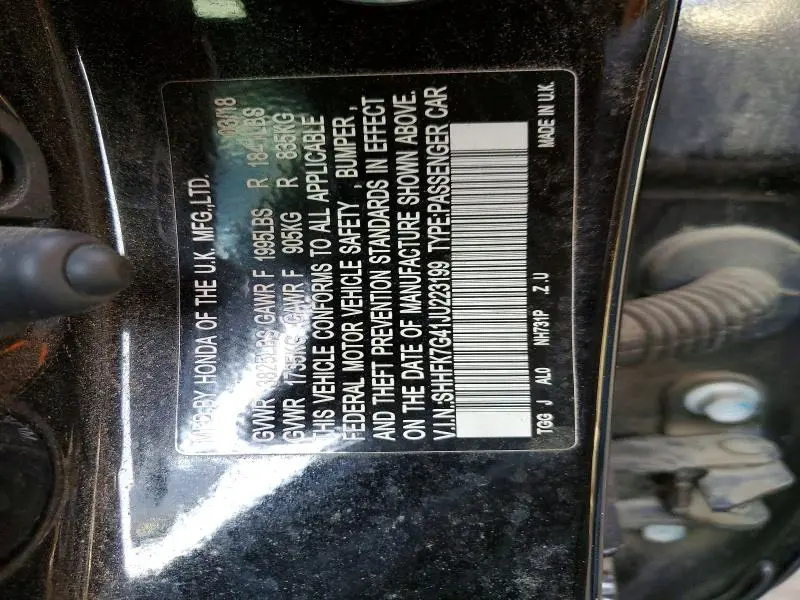 MFD.BY HONDA OF THE U.K. MFG.,LTD. 03/18
GVWR 3825LBS GAWR F 1995LBS R 1841LBS
GVWR 1735KG GAWR F 905KG R 835KG
THIS VEHICLE CONFORMS TO ALL APPLICABLE
FEDERAL MOTOR VEHICLE SAFETY , BUMPER ,
AND THEFT PREVENTION STANDARDS IN EFFECT
ON THE DATE OF MANUFACTURE SHOWN ABOVE.
V.I.N.:SHHFK7G41JU223199 TYPE:PASSENGER CAR
TGG J AL0 NH731P .Z.U MADE IN U.K.